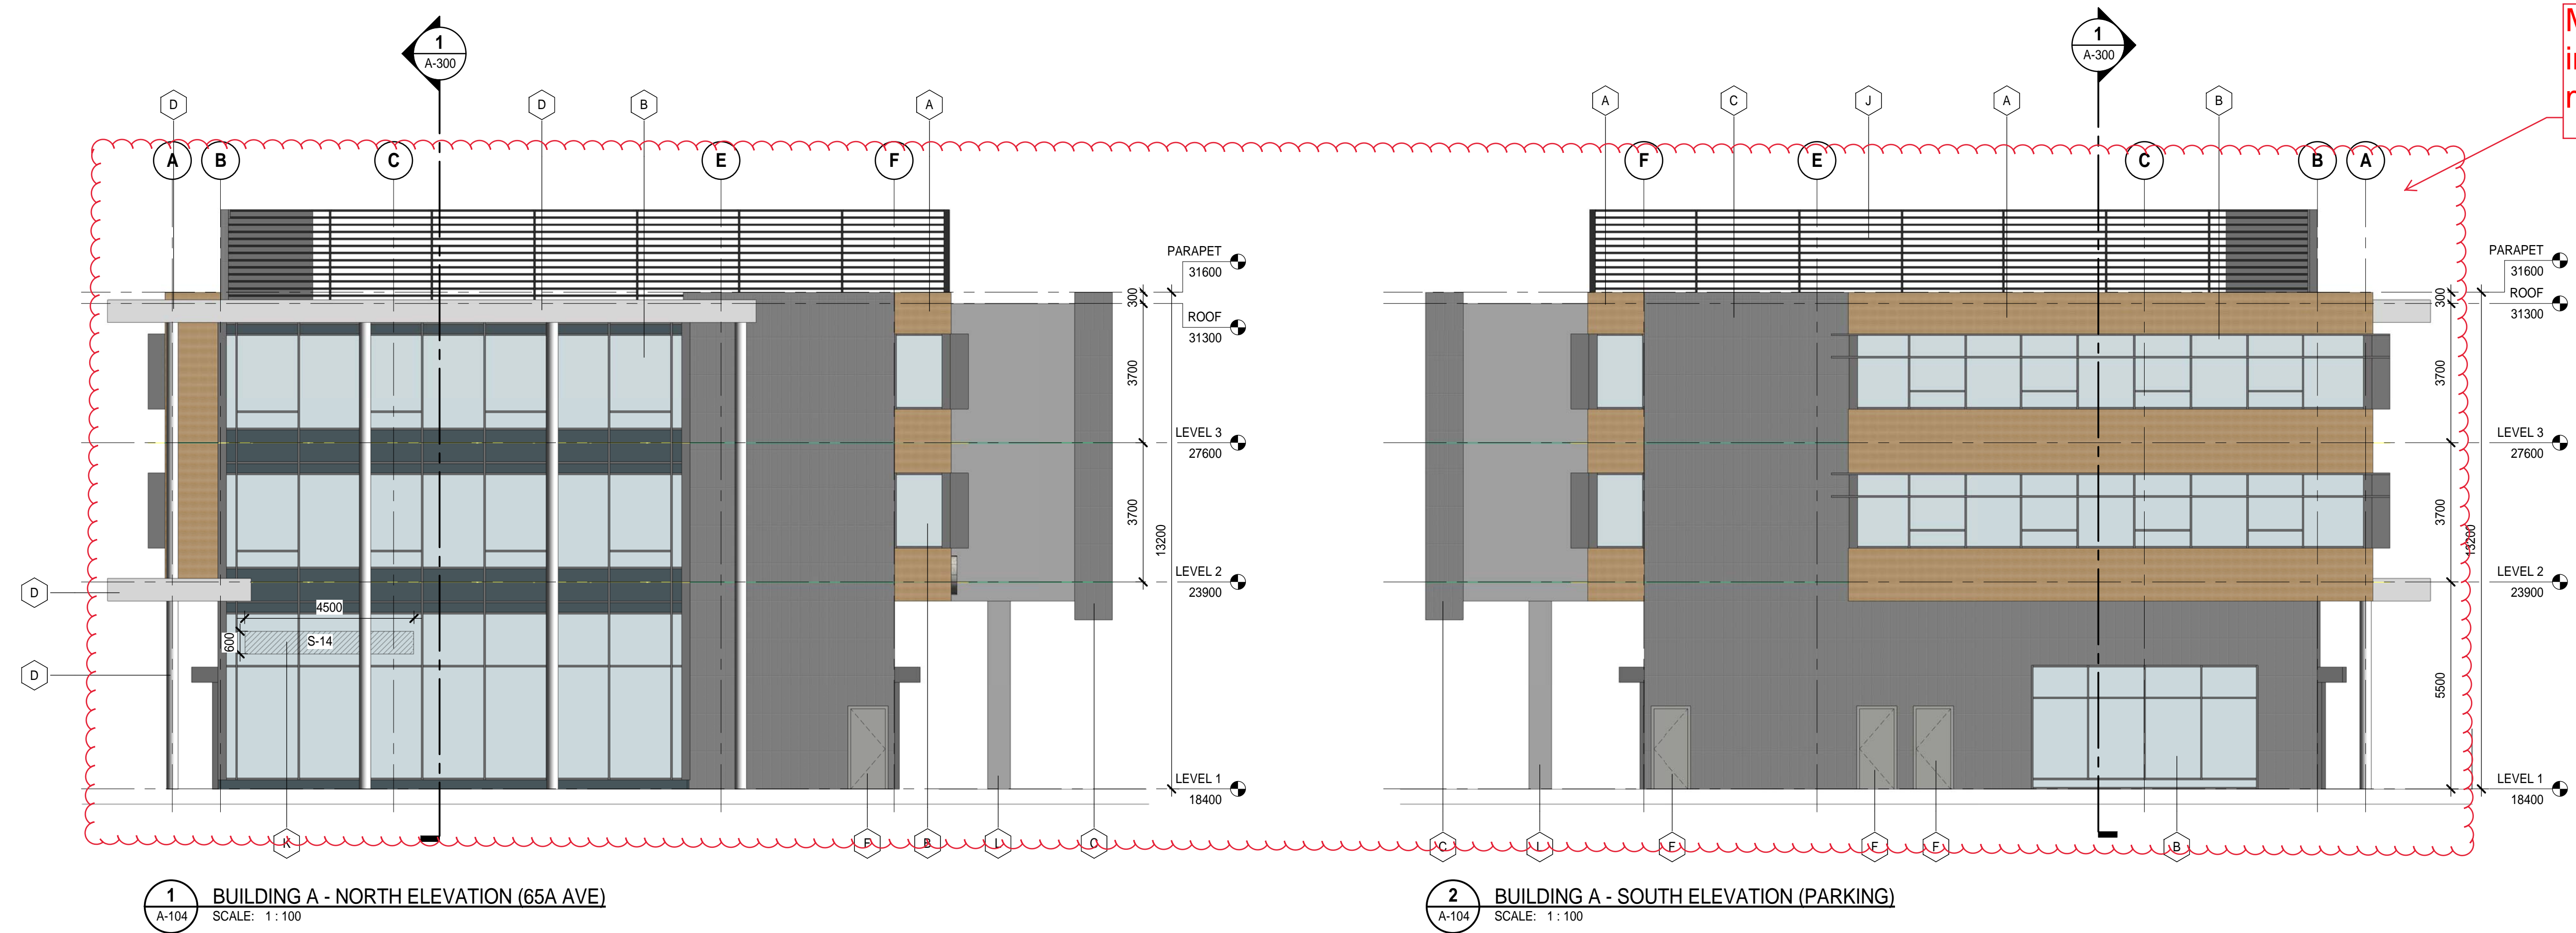 1
A-300
1
A-300
D
D
B
A
A
C
J
A
B
A
B
C
E
F
F
E
C
B
A
PARAPET
31600
ROOF
31300
LEVEL 3
27600
LEVEL 2
23900
LEVEL 1
18400
300
3700
3700
13200
PARAPET
31600
ROOF
31300
LEVEL 3
27600
LEVEL 2
23900
LEVEL 1
18400
300
3700
3700
13200
5500
D
D
4500
600
S-14
K
F
B
L
C
C
F
F
F
B
1
A-104
BUILDING A - NORTH ELEVATION (65A AVE)
SCALE: 1 : 100
2
A-104
BUILDING A - SOUTH ELEVATION (PARKING)
SCALE: 1 : 100